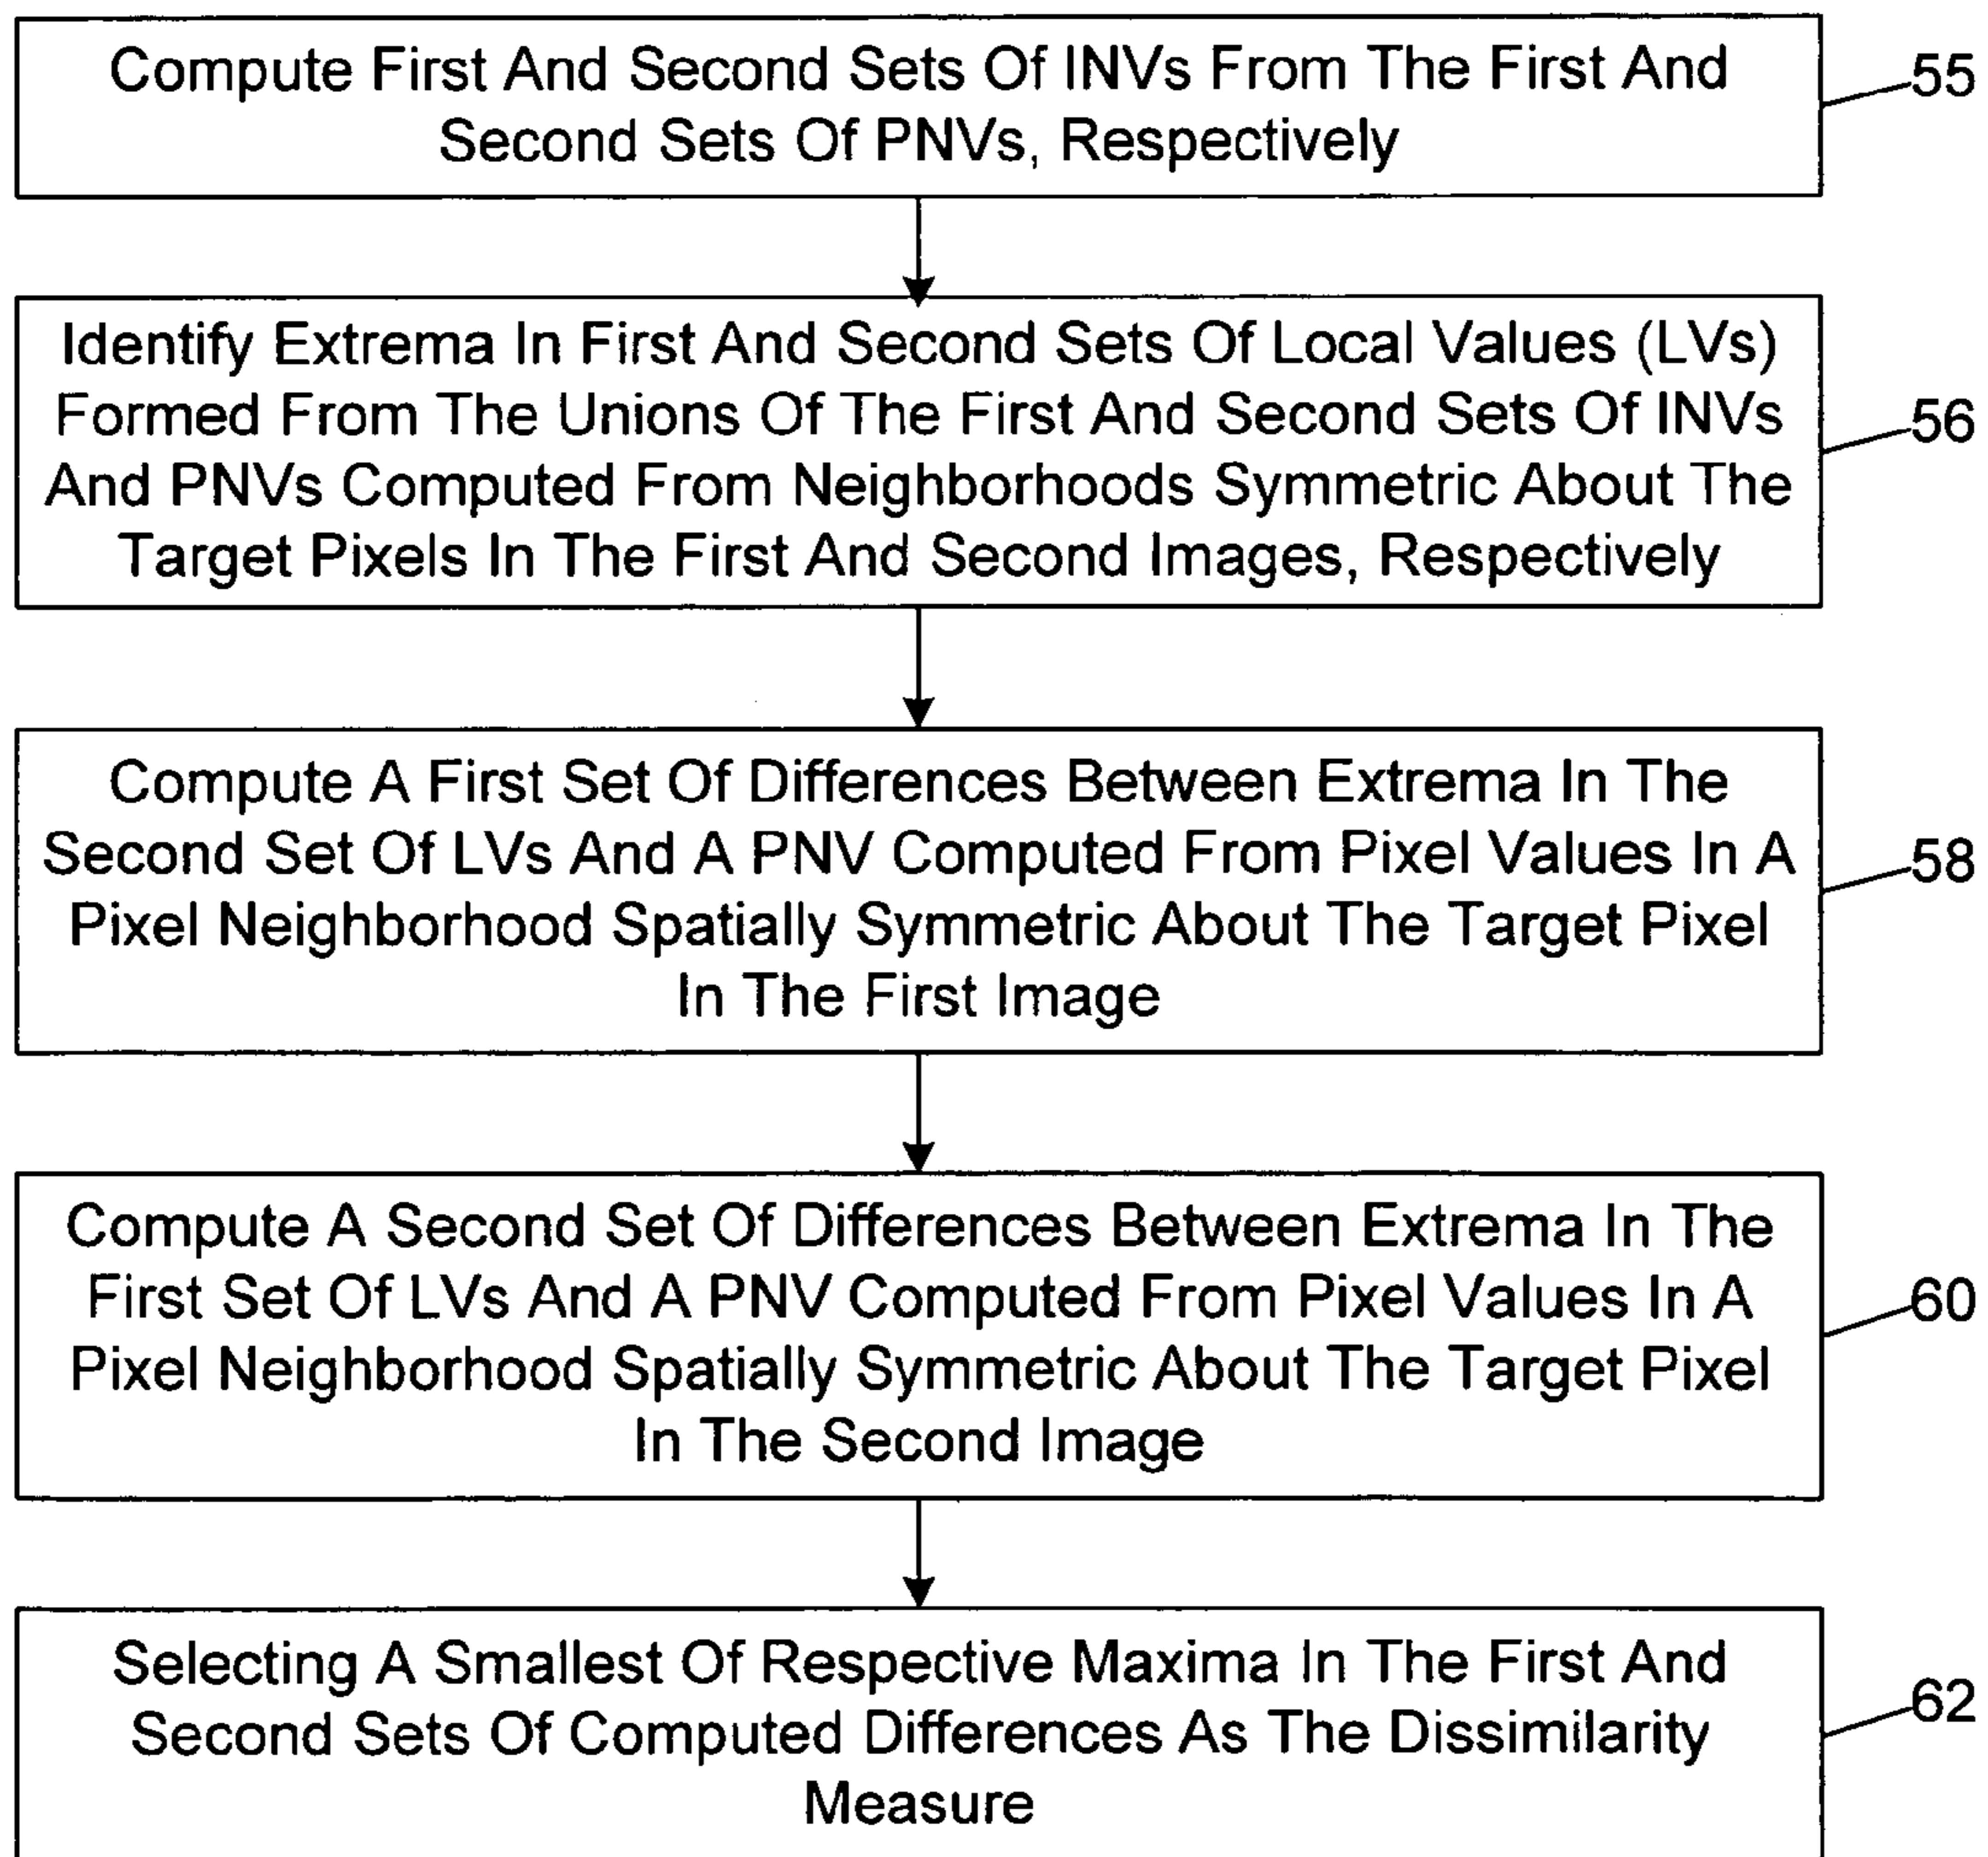 Compute First And Second Sets Of INVs From The First And
Second Sets Of PNVs, Respectively
55
Identify Extrema In First And Second Sets Of Local Values (LVs)
Formed From The Unions Of The First And Second Sets Of INVs
And PNVs Computed From Neighborhoods Symmetric About The
Target Pixels In The First And Second Images, Respectively
56
Compute A First Set Of Differences Between Extrema In The
Second Set Of LVs And A PNV Computed From Pixel Values In A
Pixel Neighborhood Spatially Symmetric About The Target Pixel
In The First Image
58
Compute A Second Set Of Differences Between Extrema In The
First Set Of LVs And A PNV Computed From Pixel Values In A
Pixel Neighborhood Spatially Symmetric About The Target Pixel
In The Second Image
60
Selecting A Smallest Of Respective Maxima In The First And
Second Sets Of Computed Differences As The Dissimilarity
Measure
62